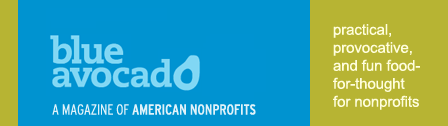 blue
avocado
A MAGAZINE OF AMERICAN NONPROFITS
practical,
provocative,
and fun food-
for-thought
for nonprofits